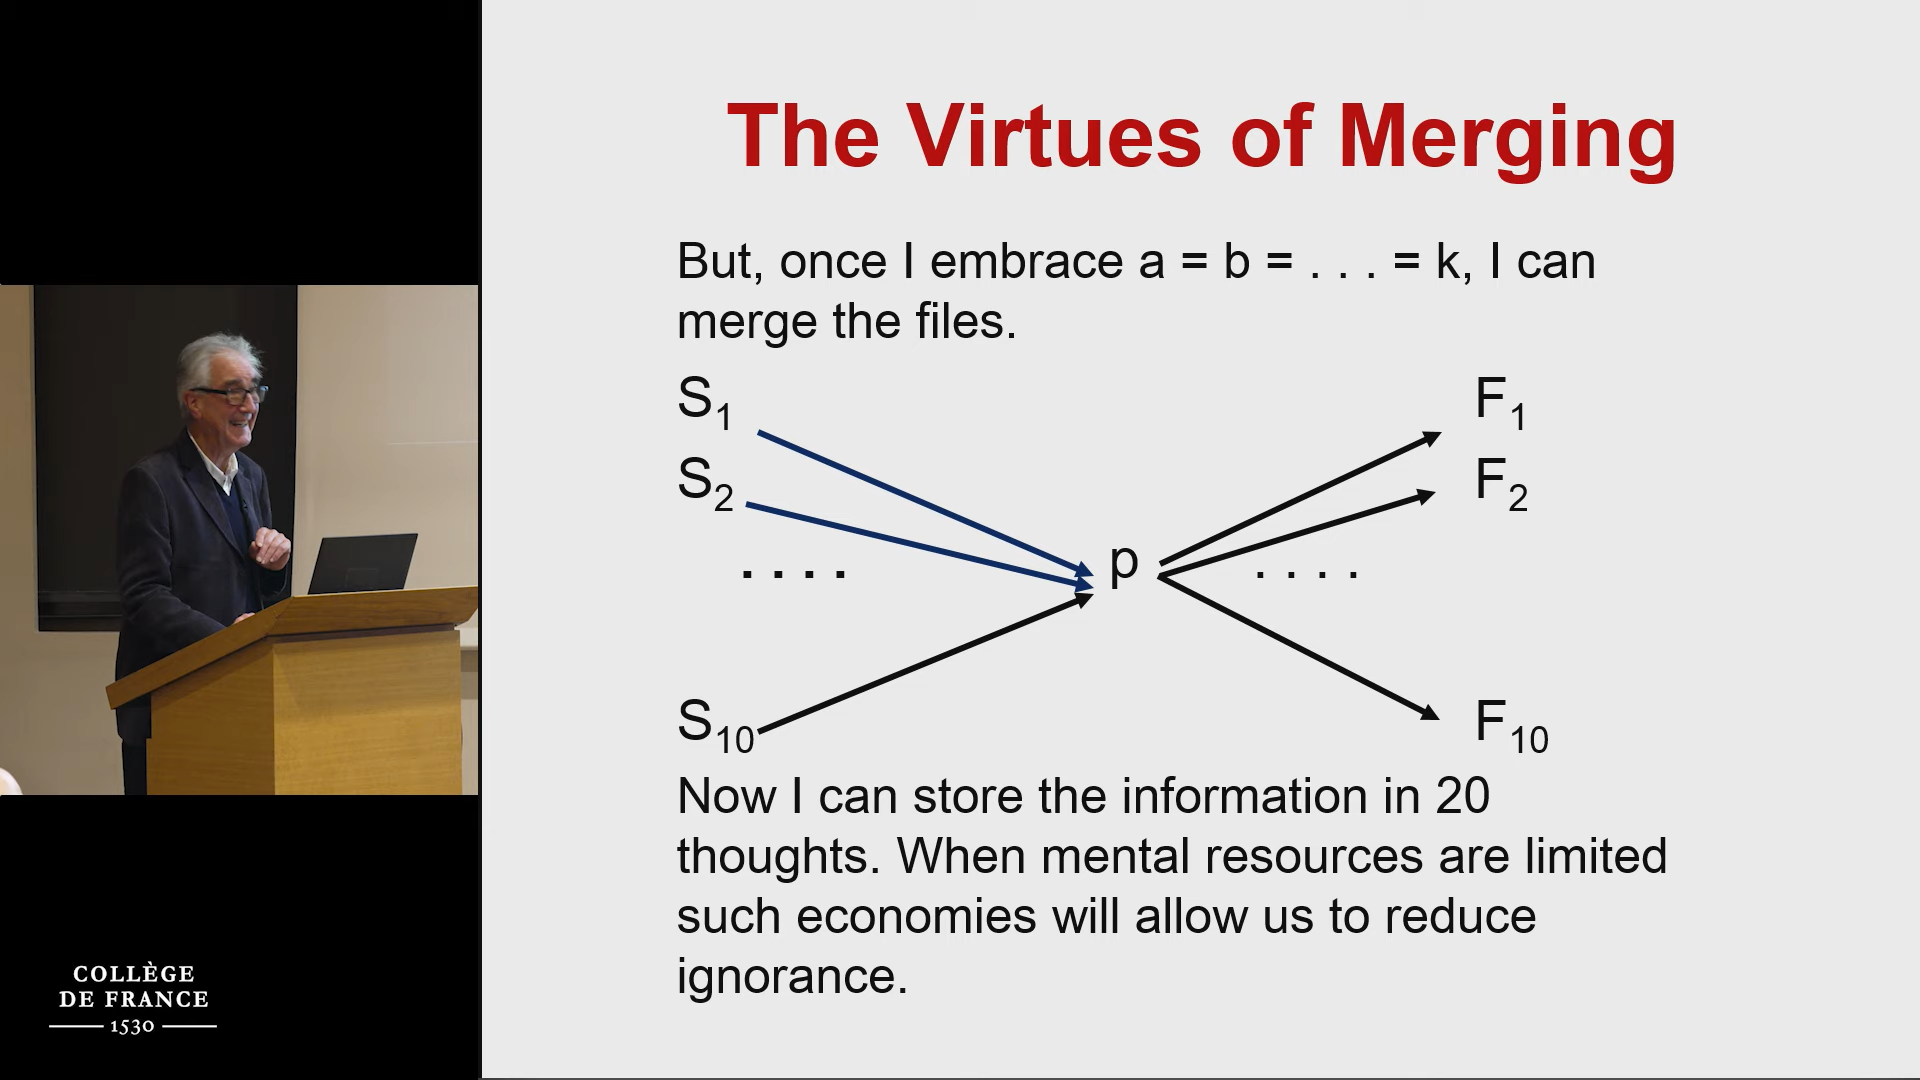 The Virtues of Merging
But, once I embrace a = b = . . . = k, I can
merge the files.
S1 F1
S2 F2
. . . . p . . . .
S10 F10
Now I can store the information in 20
thoughts. When mental resources are limited
such economies will allow us to reduce
ignorance.
COLLÈGE
DE FRANCE
1530